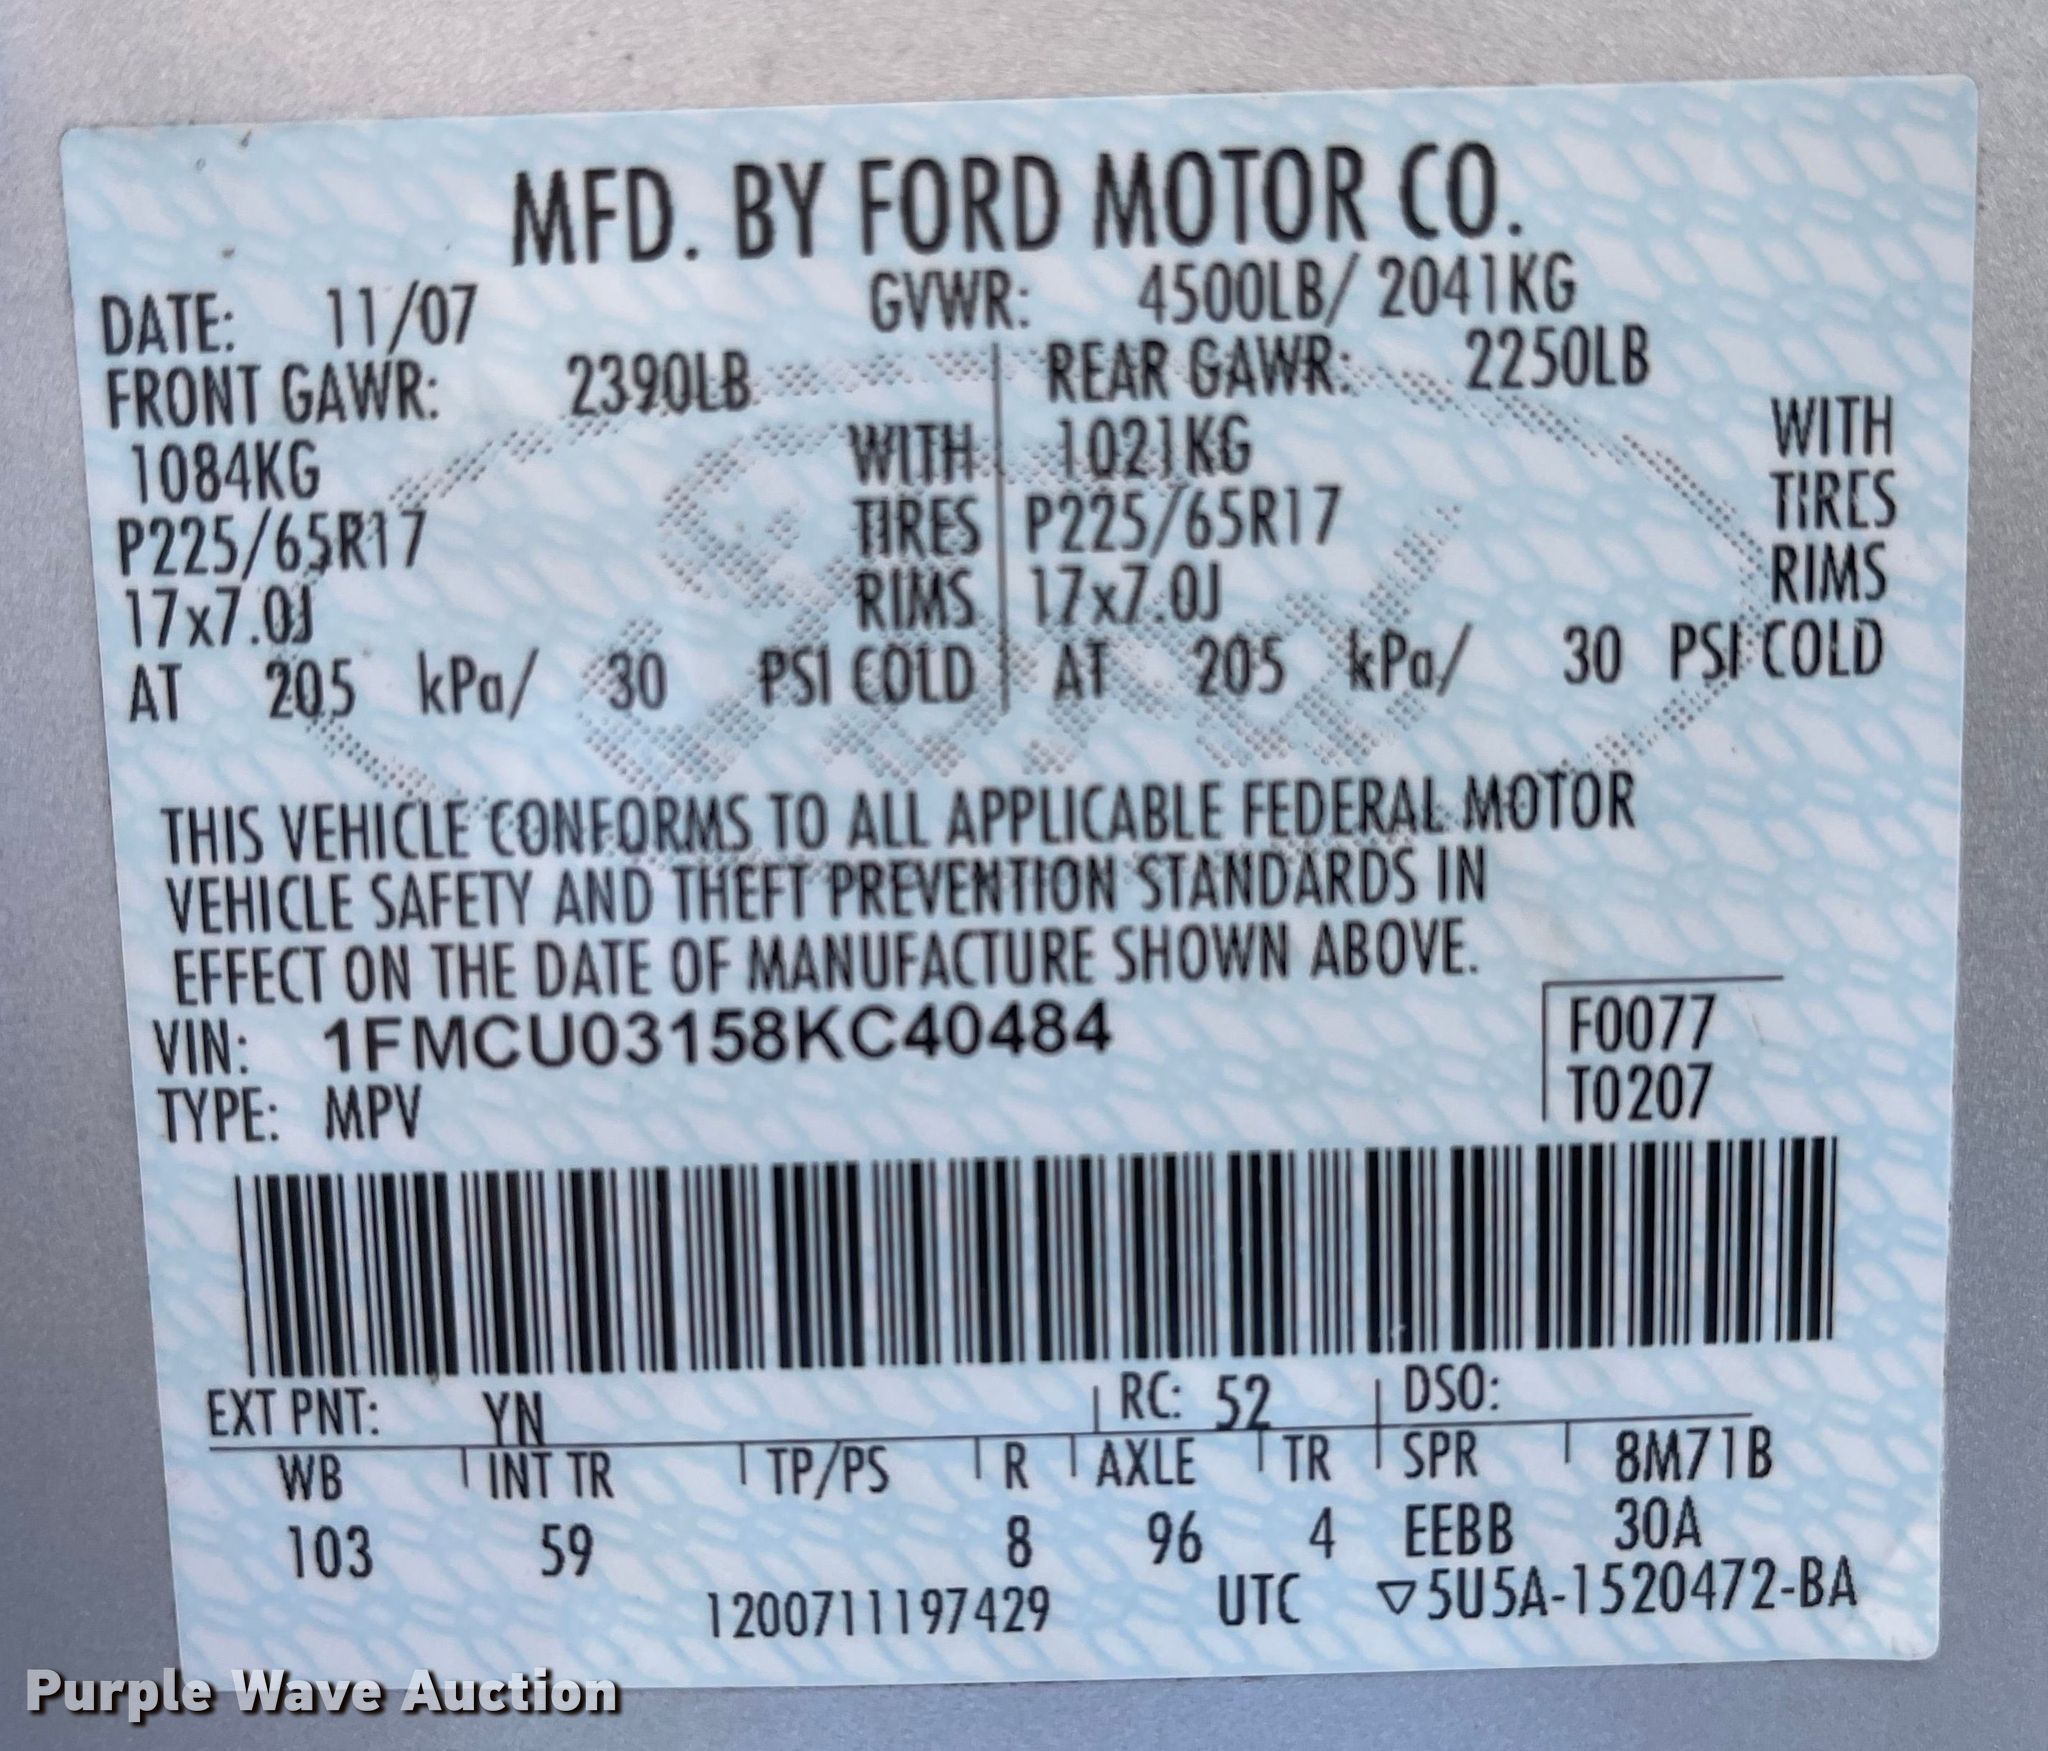 MFD. BY FORD MOTOR CO.
DATE: 11/07 GVWR: 4500LB/ 2041KG
FRONT GAWR: 2390LB REAR GAWR: 2250LB
1084KG WITH 1021KG WITH
P225/65R17 TIRES P225/65R17 TIRES
17x7.0J RIMS 17x7.0J RIMS
AT 205 kPa/ 30 PSI COLD AT 205 kPa/ 30 PSI COLD
THIS VEHICLE CONFORMS TO ALL APPLICABLE FEDERAL MOTOR
VEHICLE SAFETY AND THEFT PREVENTION STANDARDS IN
EFFECT ON THE DATE OF MANUFACTURE SHOWN ABOVE.
VIN: 1FMCU03158KC40484 F0077
TYPE: MPV T0207
EXT PNT: YN RC: 52 DSO:
WB INT TR TP/PS R AXLE TR SPR 8M71B
103 59 8 96 4 EEBB 30A
1200711197429 UTC ▽5U5A-1520472-BA
Purple Wave Auction